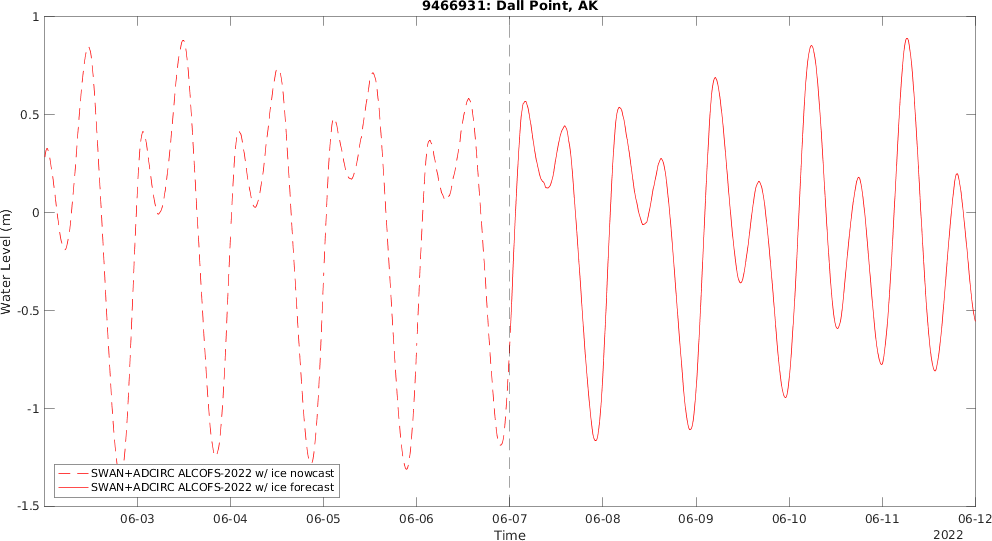 9466931: Dall Point, AK
1
0.5
0
-0.5
-1
-1.5
Water Level (m)
SWAN+ADCIRC ALCOFS-2022 w/ ice nowcast
SWAN+ADCIRC ALCOFS-2022 w/ ice forecast
06-03 06-04 06-05 06-06 06-07 06-08 06-09 06-10 06-11 06-12
Time
2022